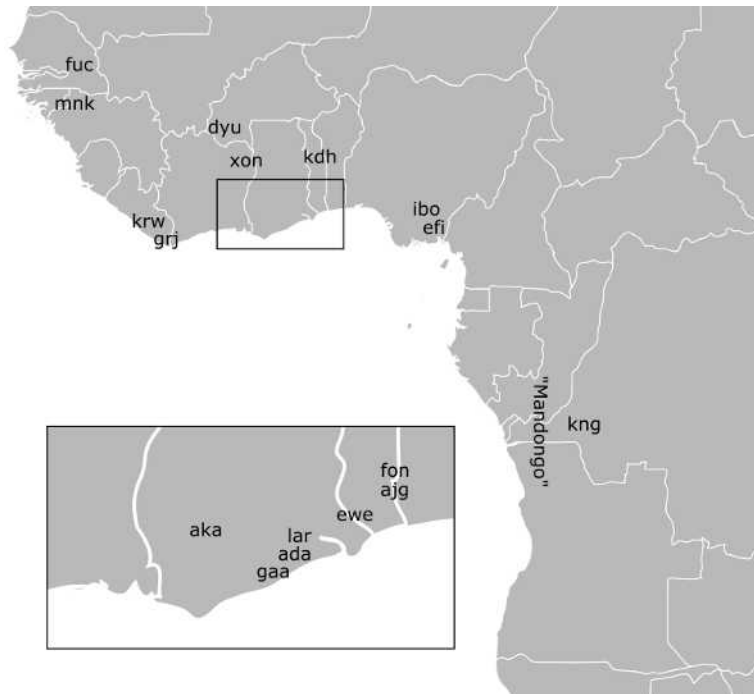 fuc
mnk
dyu
xon
kdh
krw
grj
ibo
efi
"Mandongo"
kng
fon
ajg
ewe
aka
lar
ada
gaa